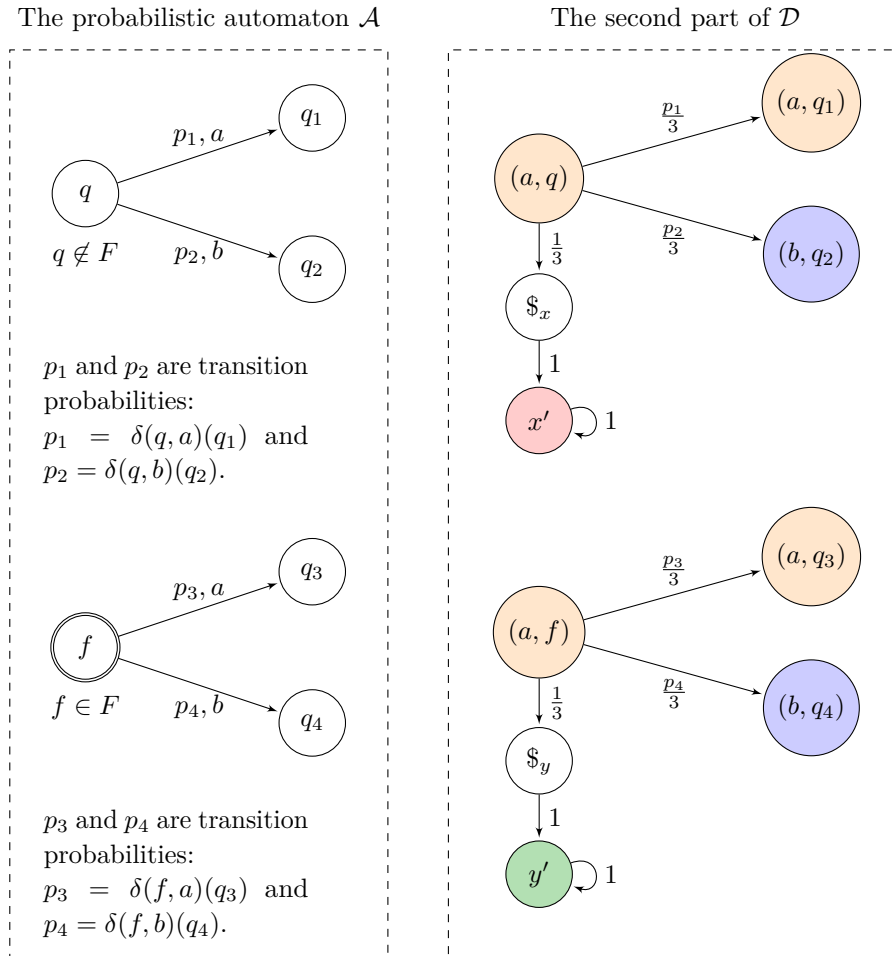 The probabilistic automaton 𝒜
q
q ∉ F
p₁, a
p₂, b
q₁
q₂
p₁ and p₂ are transition
probabilities:
p₁ = δ(q, a)(q₁) and
p₂ = δ(q, b)(q₂).
f
f ∈ F
p₃, a
p₄, b
q₃
q₄
p₃ and p₄ are transition
probabilities:
p₃ = δ(f, a)(q₃) and
p₄ = δ(f, b)(q₄).
The second part of 𝒟
(a, q)
p₁/3
(a, q₁)
p₂/3
(b, q₂)
1/3
$ₓ
1
x′
1
(a, f)
p₃/3
(a, q₃)
p₄/3
(b, q₄)
1/3
$_y
1
y′
1